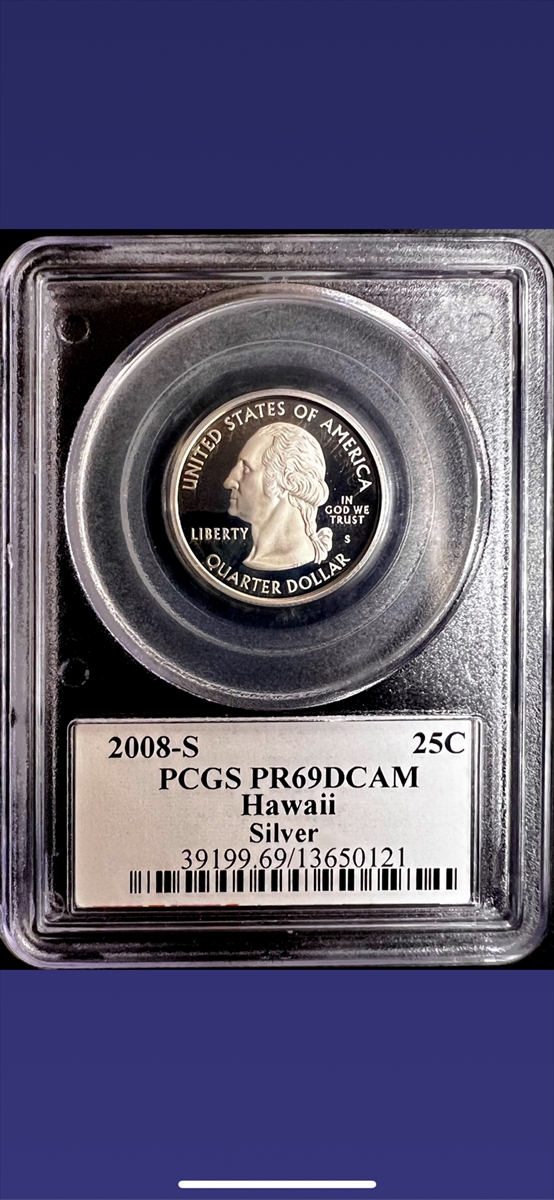 UNITED STATES OF AMERICA
LIBERTY
IN
GOD WE
TRUST
S
QUARTER DOLLAR
2008-S 25C
PCGS PR69DCAM
Hawaii
Silver
39199.69/13650121